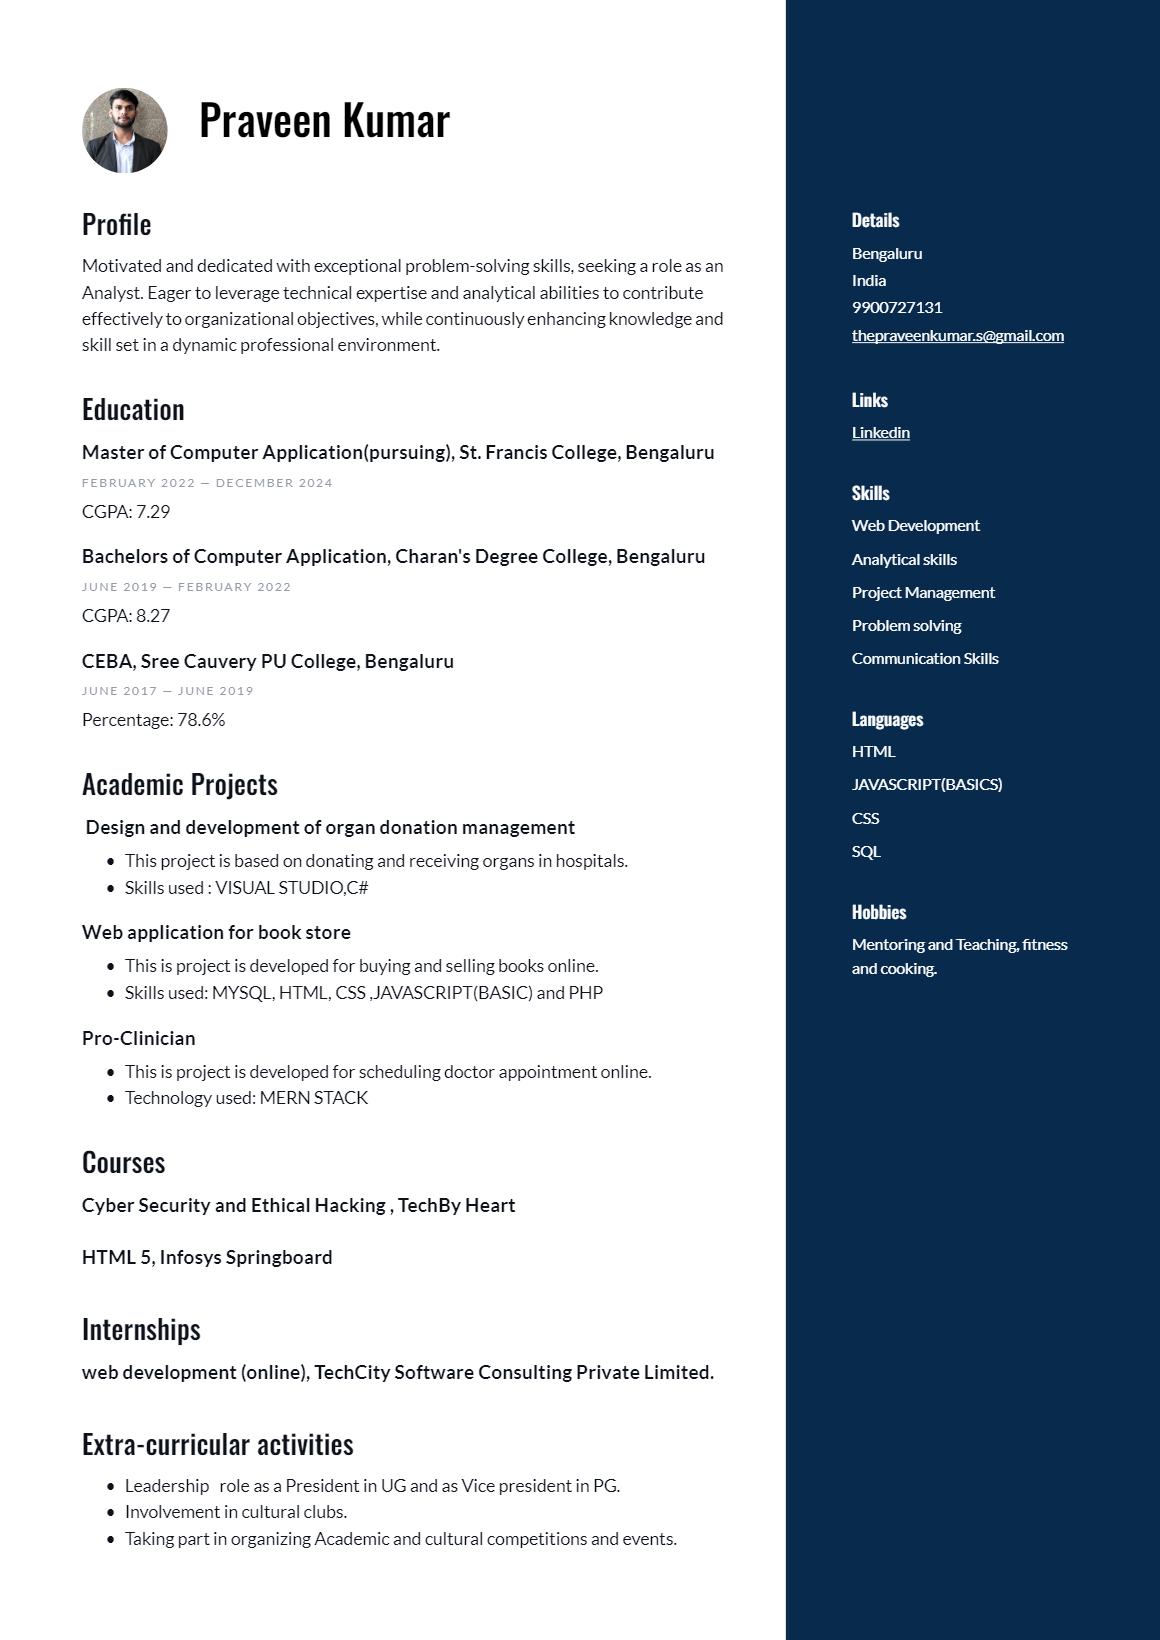 Praveen Kumar
Profile
Motivated and dedicated with exceptional problem-solving skills, seeking a role as an
Analyst. Eager to leverage technical expertise and analytical abilities to contribute
effectively to organizational objectives, while continuously enhancing knowledge and
skill set in a dynamic professional environment.
Education
Master of Computer Application(pursuing), St. Francis College, Bengaluru
FEBRUARY 2022 — DECEMBER 2024
CGPA: 7.29
Bachelors of Computer Application, Charan's Degree College, Bengaluru
JUNE 2019 — FEBRUARY 2022
CGPA: 8.27
CEBA, Sree Cauvery PU College, Bengaluru
JUNE 2017 — JUNE 2019
Percentage: 78.6%
Academic Projects
Design and development of organ donation management
• This project is based on donating and receiving organs in hospitals.
• Skills used : VISUAL STUDIO,C#
Web application for book store
• This is project is developed for buying and selling books online.
• Skills used: MYSQL, HTML, CSS ,JAVASCRIPT(BASIC) and PHP
Pro-Clinician
• This is project is developed for scheduling doctor appointment online.
• Technology used: MERN STACK
Courses
Cyber Security and Ethical Hacking , TechBy Heart
HTML 5, Infosys Springboard
Internships
web development (online), TechCity Software Consulting Private Limited.
Extra-curricular activities
• Leadership role as a President in UG and as Vice president in PG.
• Involvement in cultural clubs.
• Taking part in organizing Academic and cultural competitions and events.
Details
Bengaluru
India
9900727131
thepraveenkumar.s@gmail.com
Links
Linkedin
Skills
Web Development
Analytical skills
Project Management
Problem solving
Communication Skills
Languages
HTML
JAVASCRIPT(BASICS)
CSS
SQL
Hobbies
Mentoring and Teaching, fitness
and cooking.